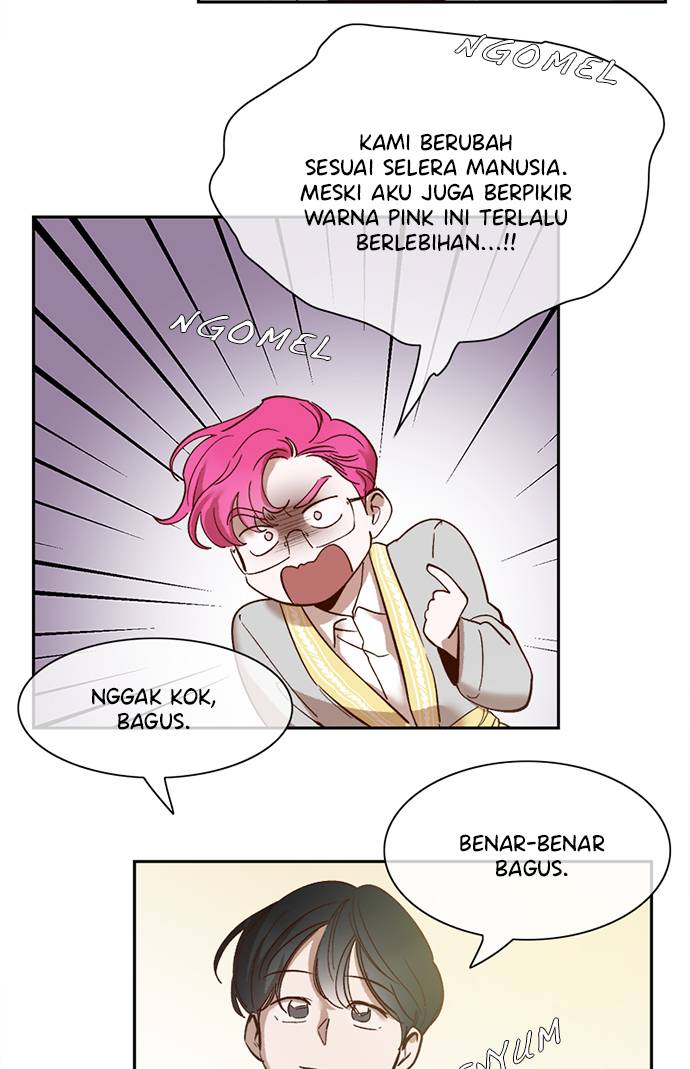 NGOMEL
KAMI BERUBAH
SESUAI SELERA MANUSIA.
MESKI AKU JUGA BERPIKIR
WARNA PINK INI TERLALU
BERLEBIHAN...!!
NGOMEL
NGGAK KOK,
BAGUS.
BENAR-BENAR
BAGUS.